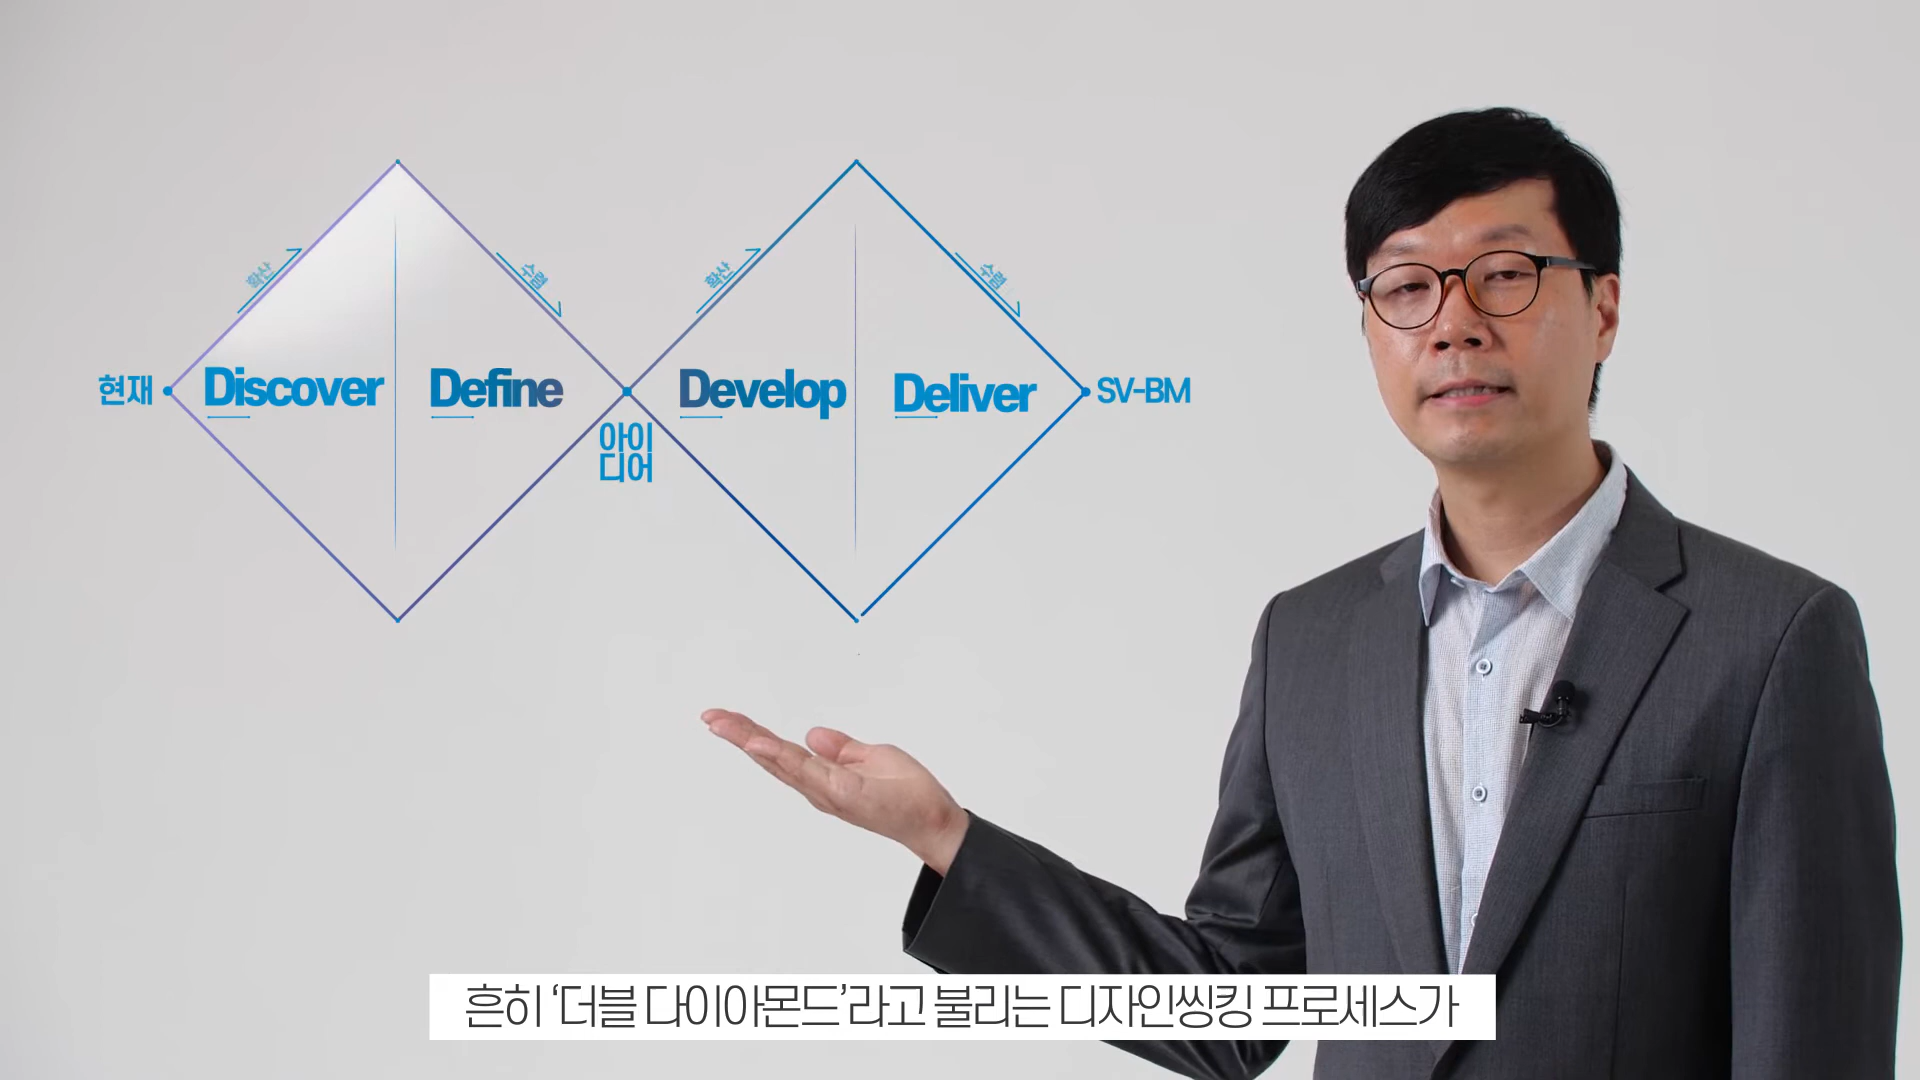 확산
수렴
확산
수렴
현재
Discover
Define
Develop
Deliver
SV-BM
아이
디어
흔히 ‘더블 다이아몬드’라고 불리는 디자인씽킹 프로세스가